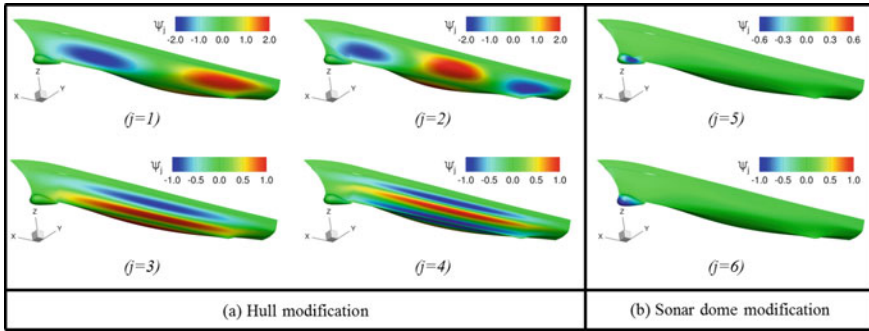 Ψj
-2.0 -1.0 0.0 1.0 2.0
X Y Z
(j=1)
Ψj
-2.0 -1.0 0.0 1.0 2.0
X Y Z
(j=2)
Ψj
-0.6 -0.3 0.0 0.3 0.6
X Y Z
(j=5)
Ψj
-1.0 -0.5 0.0 0.5 1.0
X Y Z
(j=3)
Ψj
-1.0 -0.5 0.0 0.5 1.0
X Y Z
(j=4)
Ψj
-1.0 -0.5 0.0 0.5 1.0
X Y Z
(j=6)
(a) Hull modification
(b) Sonar dome modification